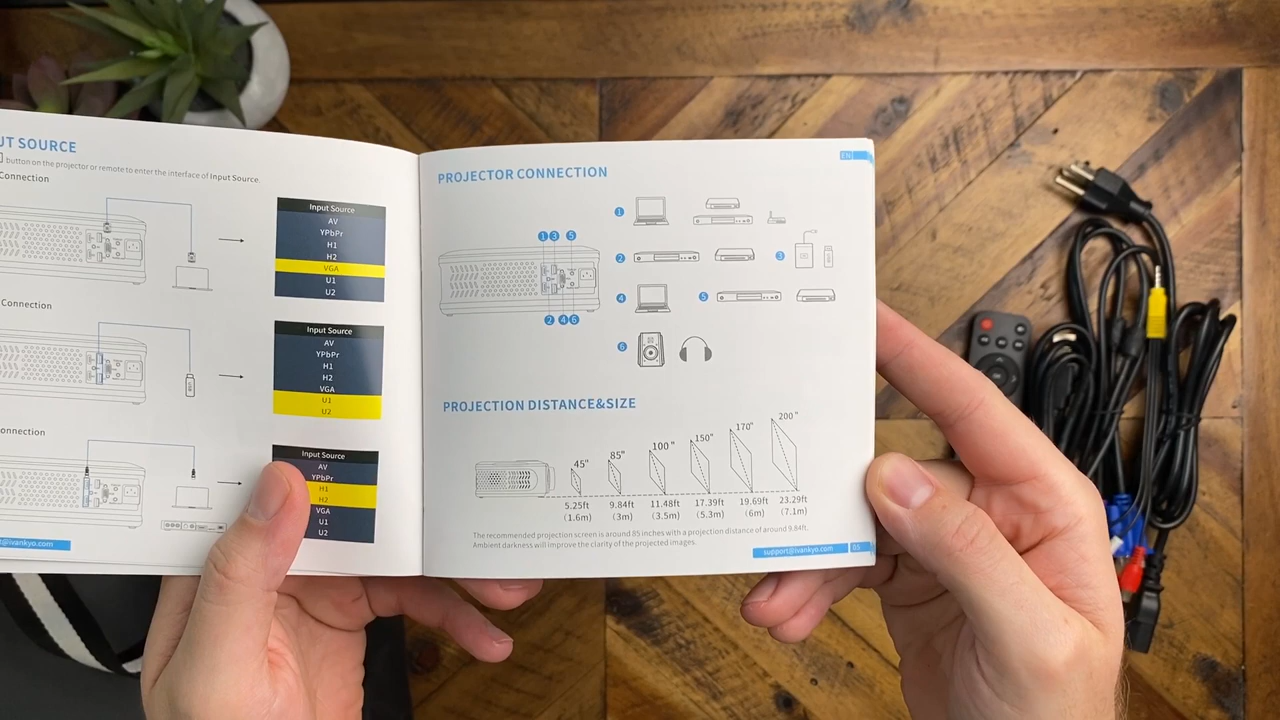 UT SOURCE
button on the projector or remote to enter the interface of Input Source.
Connection
Input Source
AV
YPbPr
H1
H2
VGA
U1
U2
Connection
USB
Input Source
AV
YPbPr
H1
H2
VGA
U1
U2
onnection
Input Source
AV
YPbPr
H1
H2
VGA
U1
U2
t@ivankyo.com
EN
PROJECTOR CONNECTION
1 3 5
2 4 6
1
2
3
4
5
6
PROJECTION DISTANCE&SIZE
45" 85" 100" 150" 170" 200"
5.25ft 9.84ft 11.48ft 17.39ft 19.69ft 23.29ft
(1.6m) (3m) (3.5m) (5.3m) (6m) (7.1m)
The recommended projection screen is around 85 inches with a projection distance of around 9.84ft.
Ambient darkness will improve the clarity of the projected images.
support@ivankyo.com 05
OK